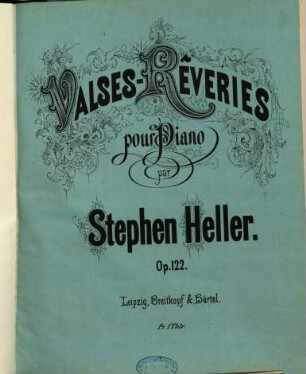 VALSES-RÊVERIES
pour Piano
par
Stephen Heller.
Op. 122.
Leipzig, Breitkopf & Härtel.
Pr. 1 Thlr.